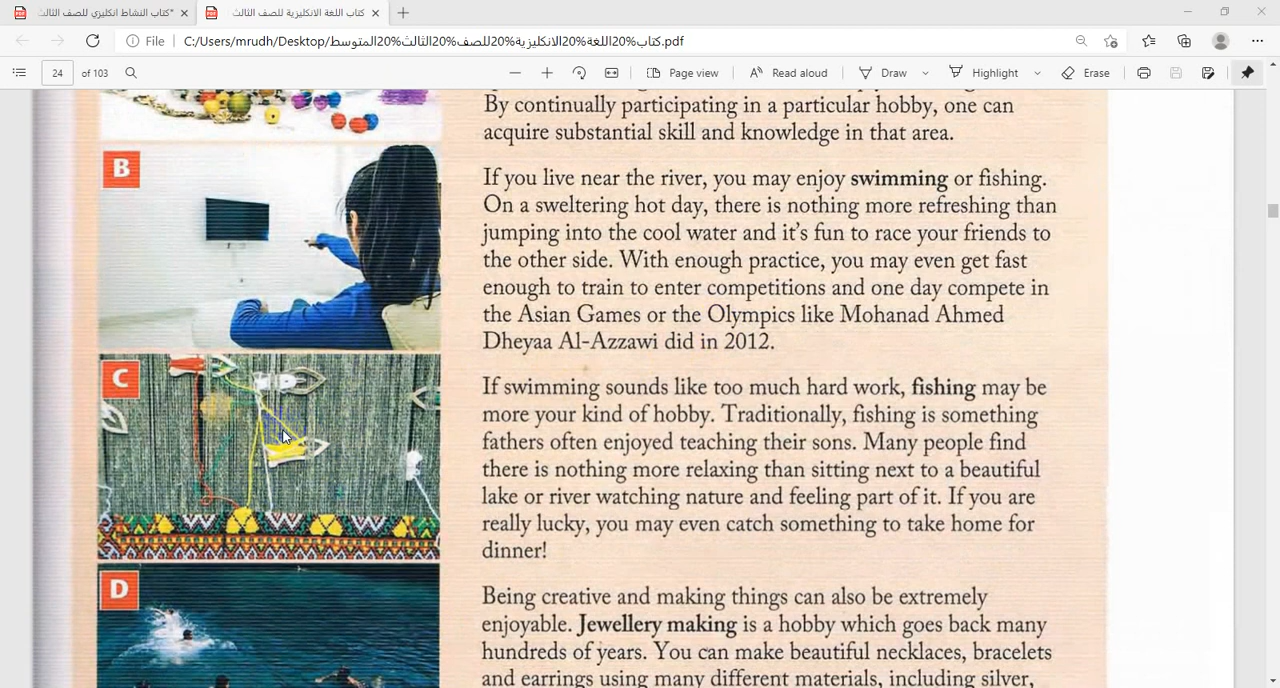 كتاب النشاط انكليزي للصف الثالث*
كتاب اللغة الانكليزية للصف الثالث
File
C:/Users/mrudh/Desktop/كتاب%20اللغة%20الانكليزية%20للصف%20الثالث%20المتوسط.pdf
24 of 103
Page view
Read aloud
Draw
Highlight
Erase
By continually participating in a particular hobby, one can
acquire substantial skill and knowledge in that area.
B
If you live near the river, you may enjoy swimming or fishing.
On a sweltering hot day, there is nothing more refreshing than
jumping into the cool water and it's fun to race your friends to
the other side. With enough practice, you may even get fast
enough to train to enter competitions and one day compete in
the Asian Games or the Olympics like Mohanad Ahmed
Dheyaa Al-Azzawi did in 2012.
C
If swimming sounds like too much hard work, fishing may be
more your kind of hobby. Traditionally, fishing is something
fathers often enjoyed teaching their sons. Many people find
there is nothing more relaxing than sitting next to a beautiful
lake or river watching nature and feeling part of it. If you are
really lucky, you may even catch something to take home for
dinner!
D
Being creative and making things can also be extremely
enjoyable. Jewellery making is a hobby which goes back many
hundreds of years. You can make beautiful necklaces, bracelets
and earrings using many different materials, including silver,